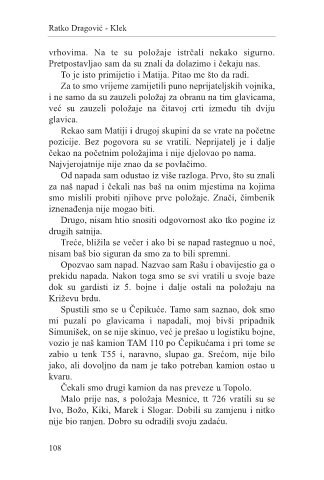 Ratko Dragović - Klek
vrhovima. Na te su položaje istrčali nekako sigurno.
Pretpostavljao sam da su znali da dolazimo i čekaju nas.
To je isto primijetio i Matija. Pitao me što da radi.
Za to smo vrijeme zamijetili puno neprijateljskih vojnika,
i ne samo da su zauzeli položaj za obranu na tim glavicama,
već su zauzeli položaje na čitavoj crti između tih dviju
glavica.
Rekao sam Matiji i drugoj skupini da se vrate na početne
pozicije. Bez pogovora su se vratili. Neprijatelj je i dalje
čekao na početnim položajima i nije djelovao po nama.
Najvjerojatnije nije znao da se povlačimo.
Od napada sam odustao iz više razloga. Prvo, što su znali
za naš napad i čekali nas baš na onim mjestima na kojima
smo mislili probiti njihove prve položaje. Znači, čimbenik
iznenađenja nije mogao biti.
Drugo, nisam htio snositi odgovornost ako tko pogine iz
drugih satnija.
Treće, bližila se večer i ako bi se napad rastegnuo u noć,
nisam baš bio siguran da smo za to bili spremni.
Opozvao sam napad. Nazvao sam Rašu i obavijestio ga o
prekidu napada. Nakon toga smo se svi vratili u svoje baze
dok su gardisti iz 5. bojne i dalje ostali na položaju na
Križevu brdu.
Spustili smo se u Čepikuće. Tamo sam saznao, dok smo
mi puzali po glavicama i napadali, moj bivši pripadnik
Simunišek, on se nije skinuo, već je prešao u logistiku bojne,
vozio je naš kamion TAM 110 po Čepikućama i pri tome se
zabio u tenk T55 i, naravno, slupao ga. Srećom, nije bilo
jako, ali dovoljno da nam je tako potreban kamion ostao u
kvaru.
Čekali smo drugi kamion da nas preveze u Topolo.
Malo prije nas, s položaja Mesnice, tt 726 vratili su se
Ivo, Božo, Kiki, Marek i Slogar. Dobili su zamjenu i nitko
nije bio ranjen. Dobro su odradili svoju zadaću.
108